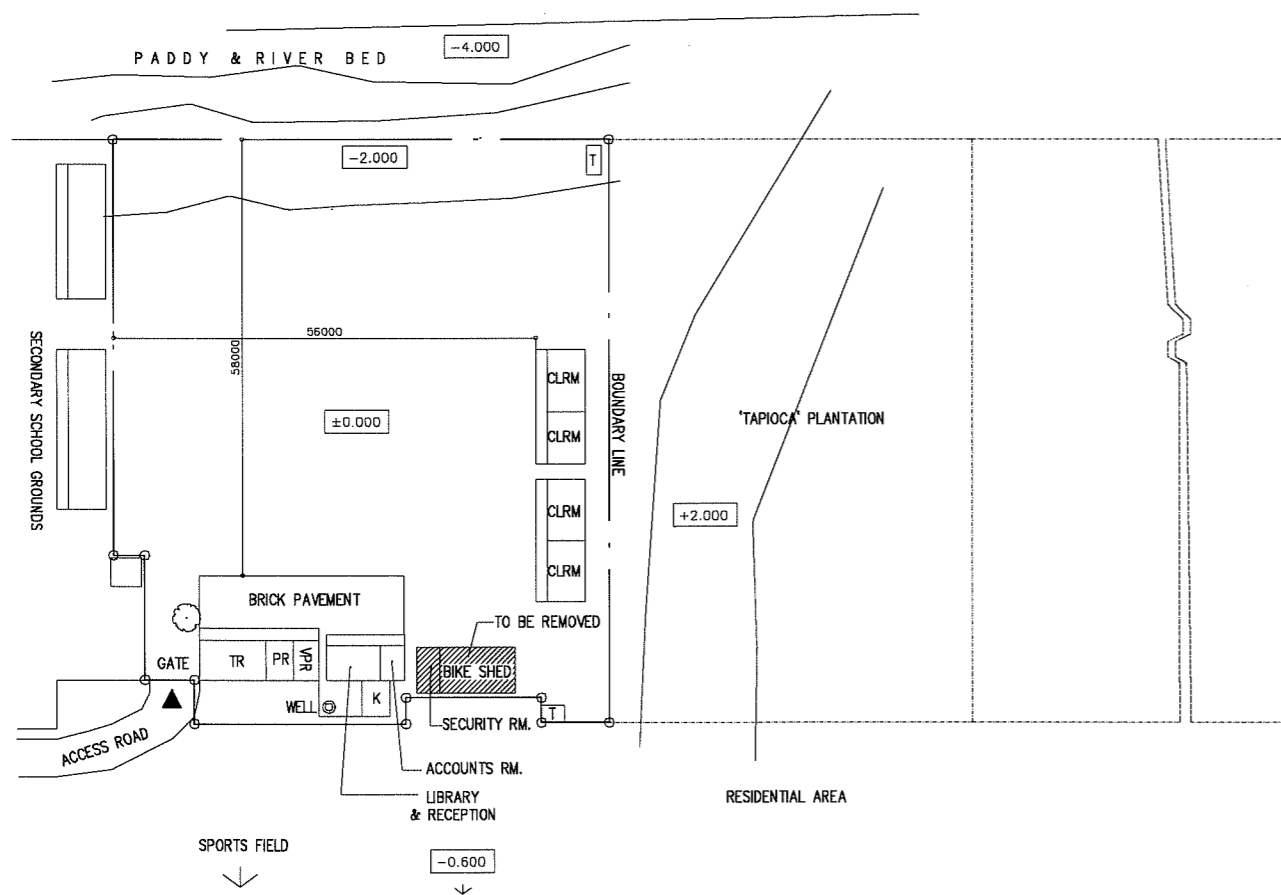 PADDY & RIVER BED
-4.000
-2.000
T
SECONDARY SCHOOL GROUNDS
56000
58000
±0.000
CLRM
CLRM
CLRM
CLRM
BOUNDARY LINE
'TAPIOCA' PLANTATION
+2.000
BRICK PAVEMENT
TO BE REMOVED
GATE
TR
PR
VPR
BIKE SHED
WELL
K
T
SECURITY RM.
ACCESS ROAD
ACCOUNTS RM.
LIBRARY
& RECEPTION
RESIDENTIAL AREA
SPORTS FIELD
-0.600